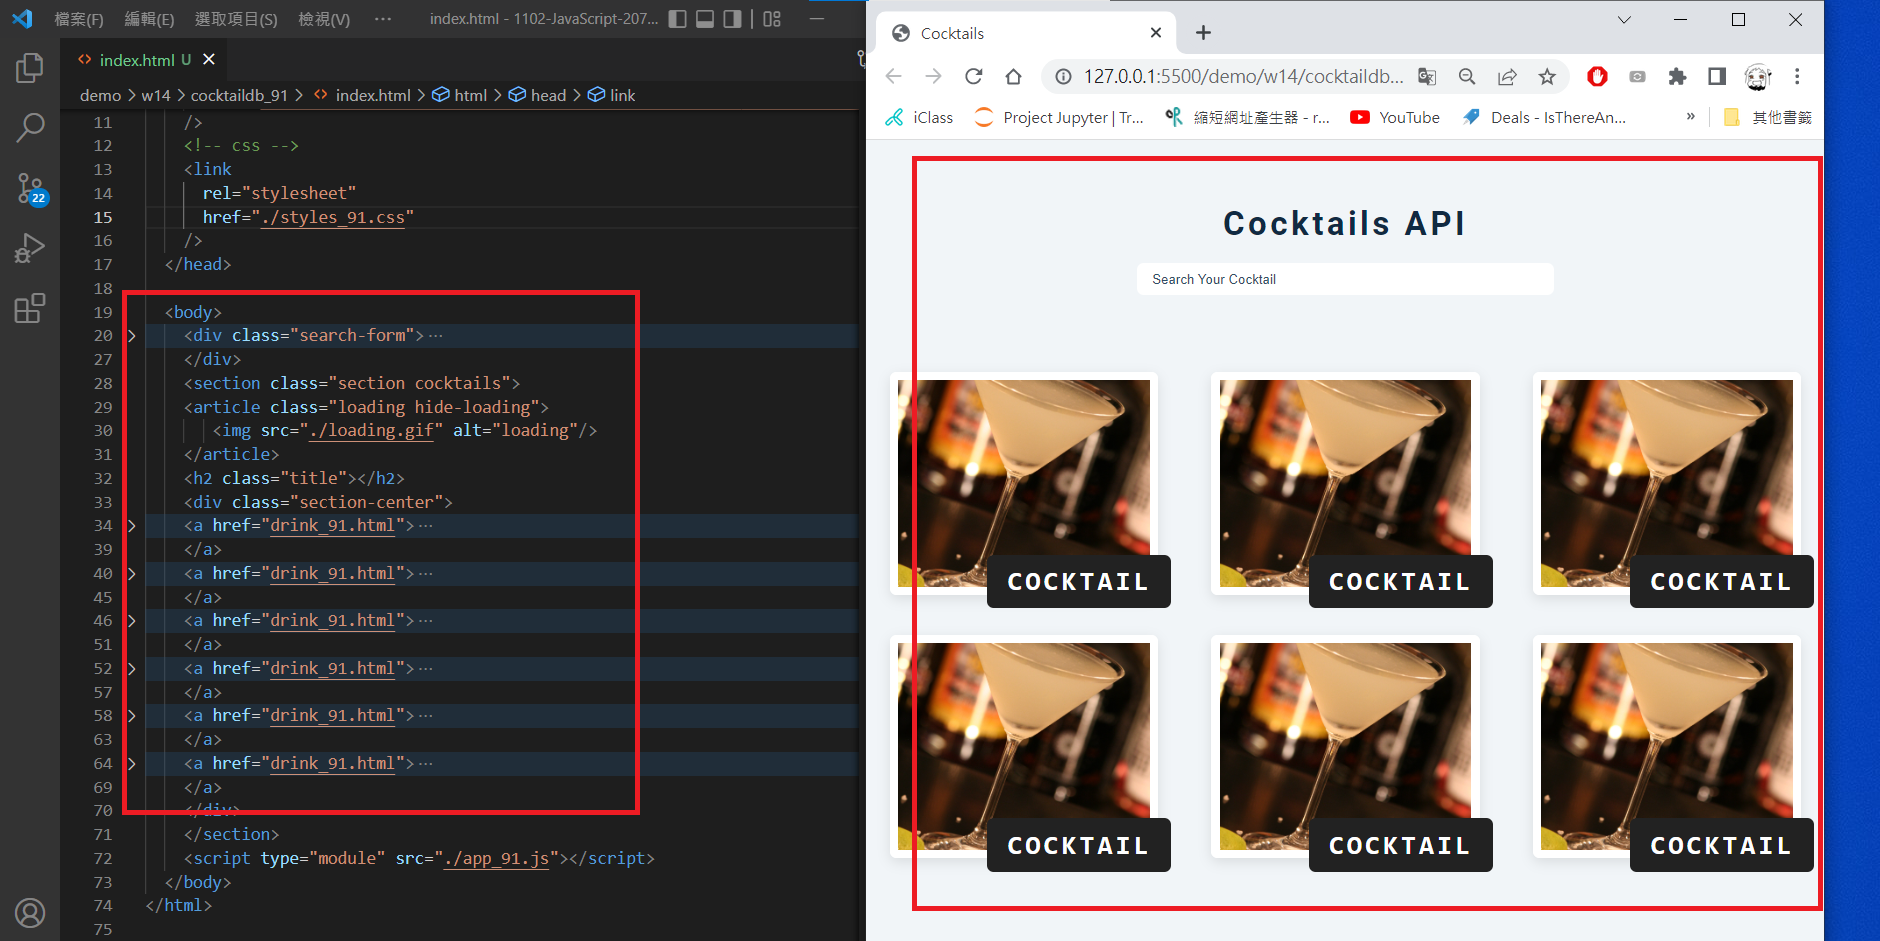 檔案(F) 編輯(E) 選取項目(S) 檢視(V) ··· index.html - 1102-JavaScript-207...
index.html U
demo > w14 > cocktaildb_91 > index.html > html > head > link
11 />
12 <!-- css -->
13 <link
14 rel="stylesheet"
15 href="./styles_91.css"
16 />
17 </head>
18
19 <body>
20 <div class="search-form">···
27 </div>
28 <section class="section cocktails">
29 <article class="loading hide-loading">
30 <img src="./loading.gif" alt="loading"/>
31 </article>
32 <h2 class="title"></h2>
33 <div class="section-center">
34 <a href="drink_91.html">···
39 </a>
40 <a href="drink_91.html">···
45 </a>
46 <a href="drink_91.html">···
51 </a>
52 <a href="drink_91.html">···
57 </a>
58 <a href="drink_91.html">···
63 </a>
64 <a href="drink_91.html">···
69 </a>
70 </div>
71 </section>
72 <script type="module" src="./app_91.js"></script>
73 </body>
74 </html>
75
22
Cocktails
127.0.0.1:5500/demo/w14/cocktaildb...
iClass Project Jupyter | Tr... 縮短網址產生器 - r... YouTube Deals - IsThereAn... » 其他書籤
Cocktails API
Search Your Cocktail
COCKTAIL COCKTAIL COCKTAIL
COCKTAIL COCKTAIL COCKTAIL